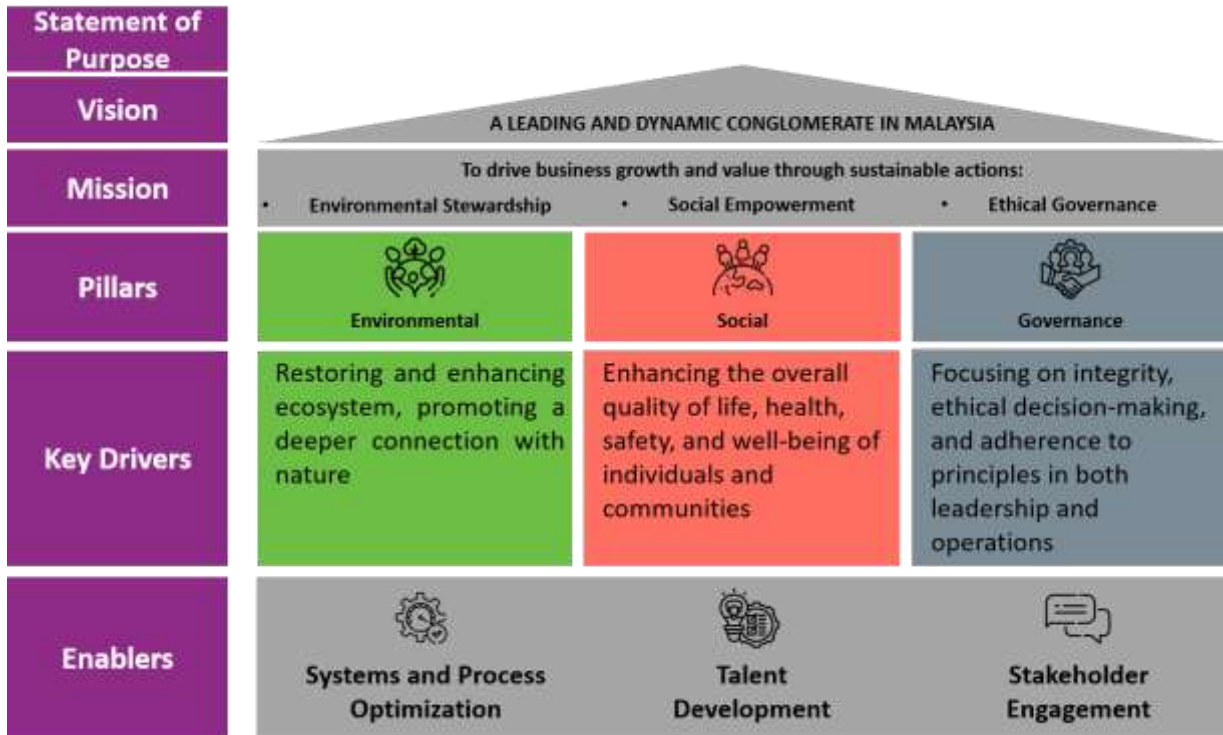 Statement of
Purpose
Vision
A LEADING AND DYNAMIC CONGLOMERATE IN MALAYSIA
Mission
To drive business growth and value through sustainable actions:
• Environmental Stewardship • Social Empowerment • Ethical Governance
Pillars
Environmental
Social
Governance
Key Drivers
Restoring and enhancing
ecosystem, promoting a
deeper connection with
nature
Enhancing the overall
quality of life, health,
safety, and well-being of
individuals and
communities
Focusing on integrity,
ethical decision-making,
and adherence to
principles in both
leadership and
operations
Enablers
Systems and Process
Optimization
Talent
Development
Stakeholder
Engagement